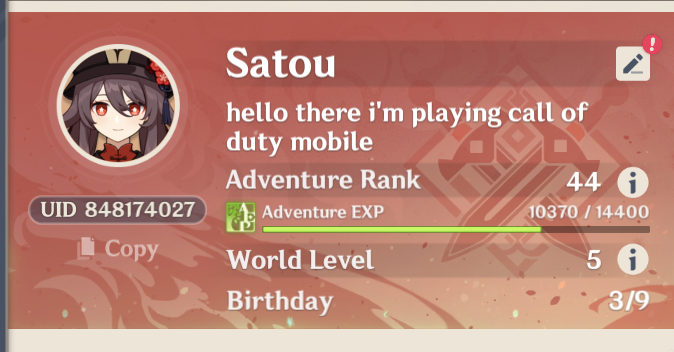 Satou
hello there i'm playing call of
duty mobile
Adventure Rank 44
UID 848174027
Adventure EXP 10370 / 14400
Copy
World Level 5
Birthday 3/9